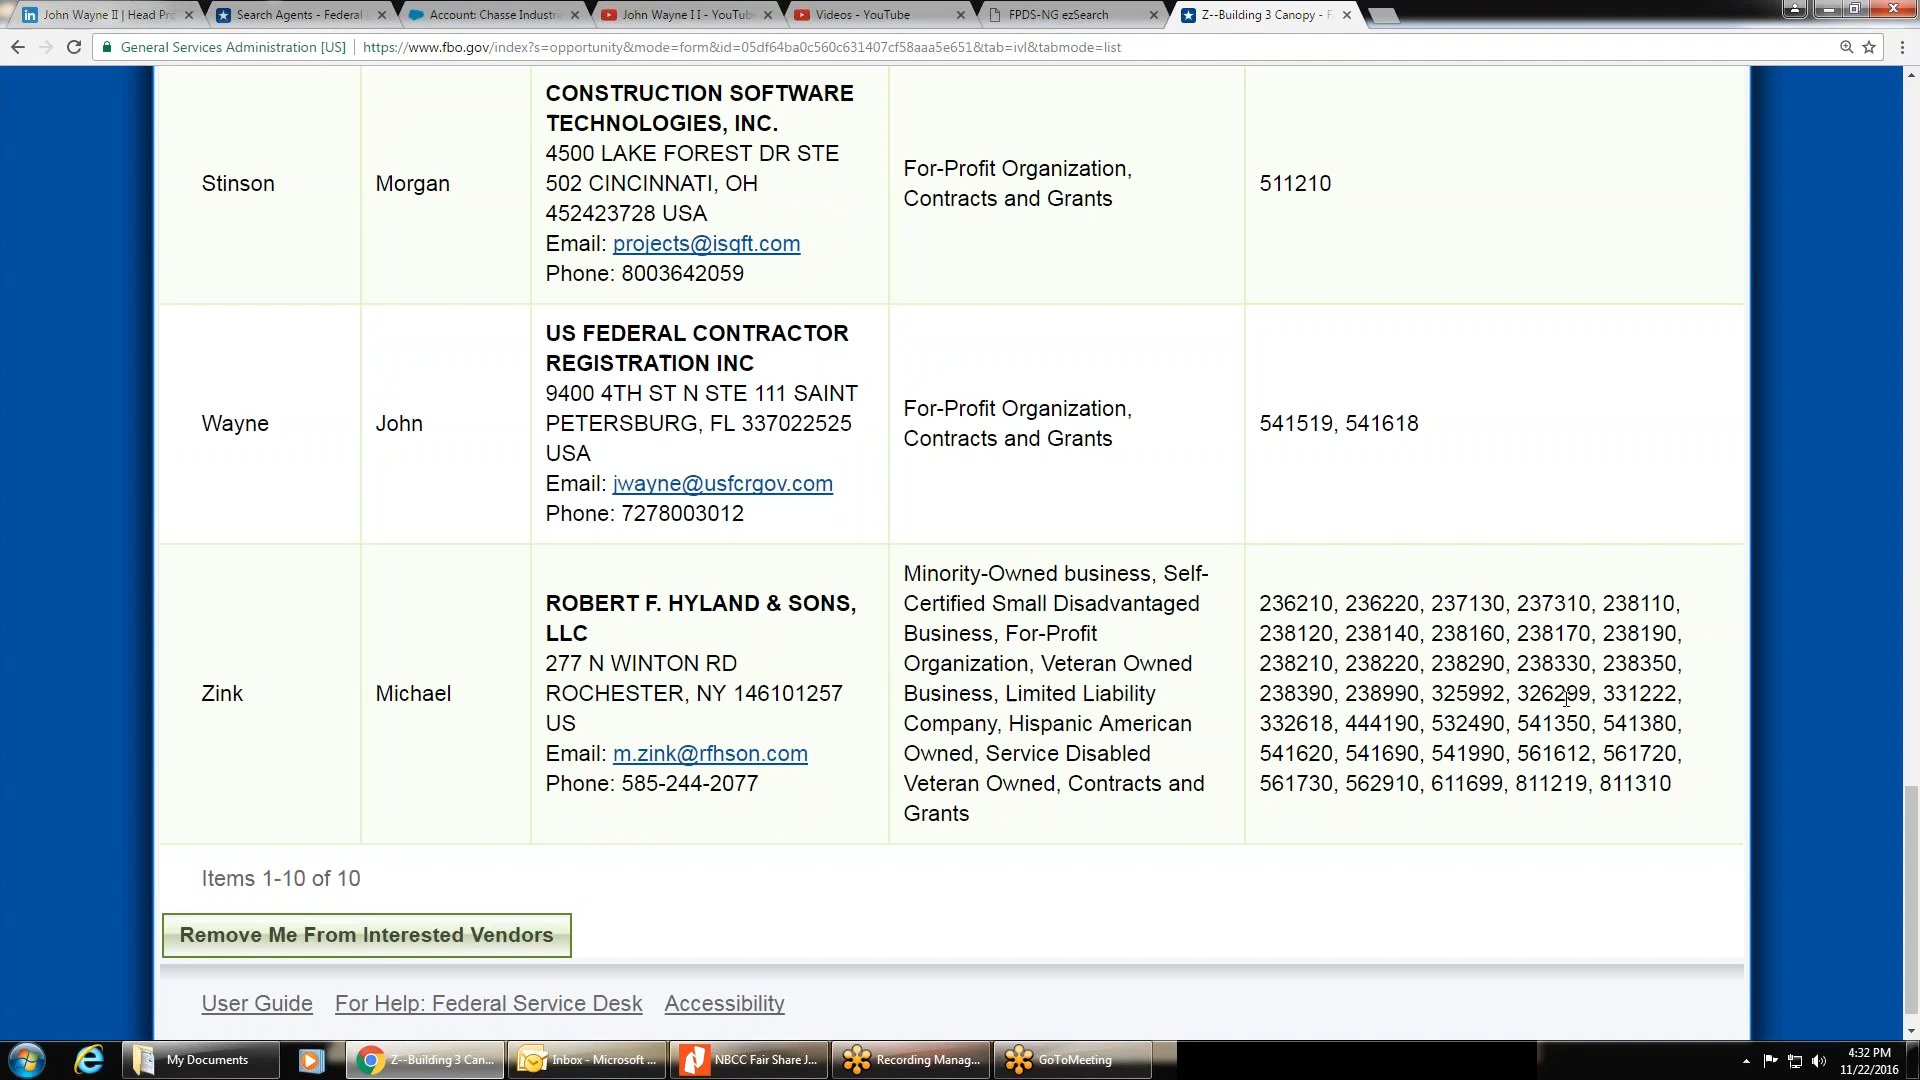 John Wayne II | Head Pr
Search Agents - Federal
Account: Chasse Industri
John Wayne I I - YouTub
Videos - YouTube
FPDS-NG ezSearch
Z--Building 3 Canopy - F
General Services Administration [US]
https://www.fbo.gov/index?s=opportunity&mode=form&id=05df64ba0c560c631407cf58aaa5e651&tab=ivl&tabmode=list
Stinson
Morgan
CONSTRUCTION SOFTWARE
TECHNOLOGIES, INC.
4500 LAKE FOREST DR STE
502 CINCINNATI, OH
452423728 USA
Email: projects@isqft.com
Phone: 8003642059
For-Profit Organization,
Contracts and Grants
511210
Wayne
John
US FEDERAL CONTRACTOR
REGISTRATION INC
9400 4TH ST N STE 111 SAINT
PETERSBURG, FL 337022525
USA
Email: jwayne@usfcrgov.com
Phone: 7278003012
For-Profit Organization,
Contracts and Grants
541519, 541618
Zink
Michael
ROBERT F. HYLAND & SONS,
LLC
277 N WINTON RD
ROCHESTER, NY 146101257
US
Email: m.zink@rfhson.com
Phone: 585-244-2077
Minority-Owned business, Self-
Certified Small Disadvantaged
Business, For-Profit
Organization, Veteran Owned
Business, Limited Liability
Company, Hispanic American
Owned, Service Disabled
Veteran Owned, Contracts and
Grants
236210, 236220, 237130, 237310, 238110,
238120, 238140, 238160, 238170, 238190,
238210, 238220, 238290, 238330, 238350,
238390, 238990, 325992, 326299, 331222,
332618, 444190, 532490, 541350, 541380,
541620, 541690, 541990, 561612, 561720,
561730, 562910, 611699, 811219, 811310
Items 1-10 of 10
Remove Me From Interested Vendors
User Guide
For Help: Federal Service Desk
Accessibility
My Documents
Z--Building 3 Can...
Inbox - Microsoft ...
NBCC Fair Share J...
Recording Manag...
GoToMeeting
4:32 PM
11/22/2016